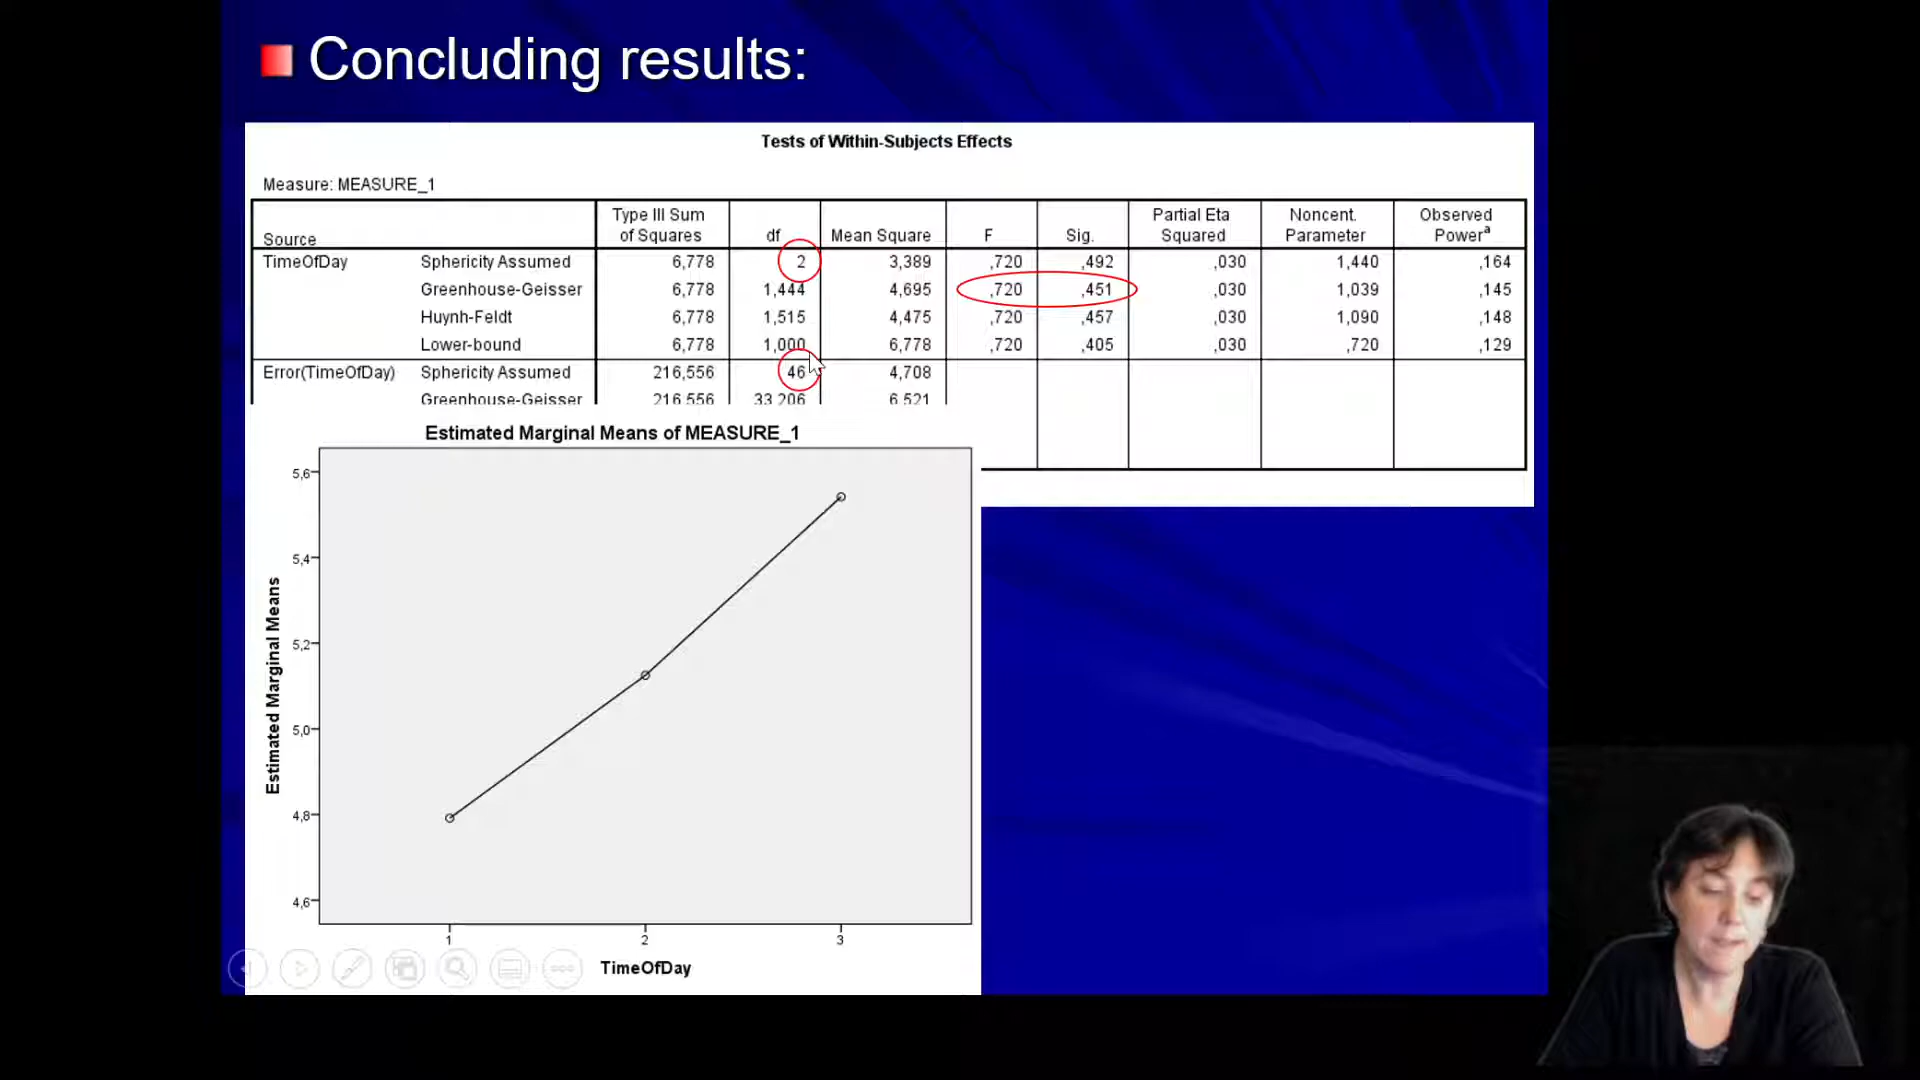 Concluding results:
Tests of Within-Subjects Effects
Measure: MEASURE_1
Source Type III Sum of Squares df Mean Square F Sig. Partial Eta Squared Noncent. Parameter Observed Powerᵃ
TimeOfDay Sphericity Assumed 6,778 2 3,389 ,720 ,492 ,030 1,440 ,164
Greenhouse-Geisser 6,778 1,444 4,695 ,720 ,451 ,030 1,039 ,145
Huynh-Feldt 6,778 1,515 4,475 ,720 ,457 ,030 1,090 ,148
Lower-bound 6,778 1,000 6,778 ,720 ,405 ,030 ,720 ,129
Error(TimeOfDay) Sphericity Assumed 216,556 46 4,708
Greenhouse-Geisser 216,556 33,206 6,521
Estimated Marginal Means of MEASURE_1
Estimated Marginal Means
5,6
5,4
5,2
5,0
4,8
4,6
1 2 3
TimeOfDay